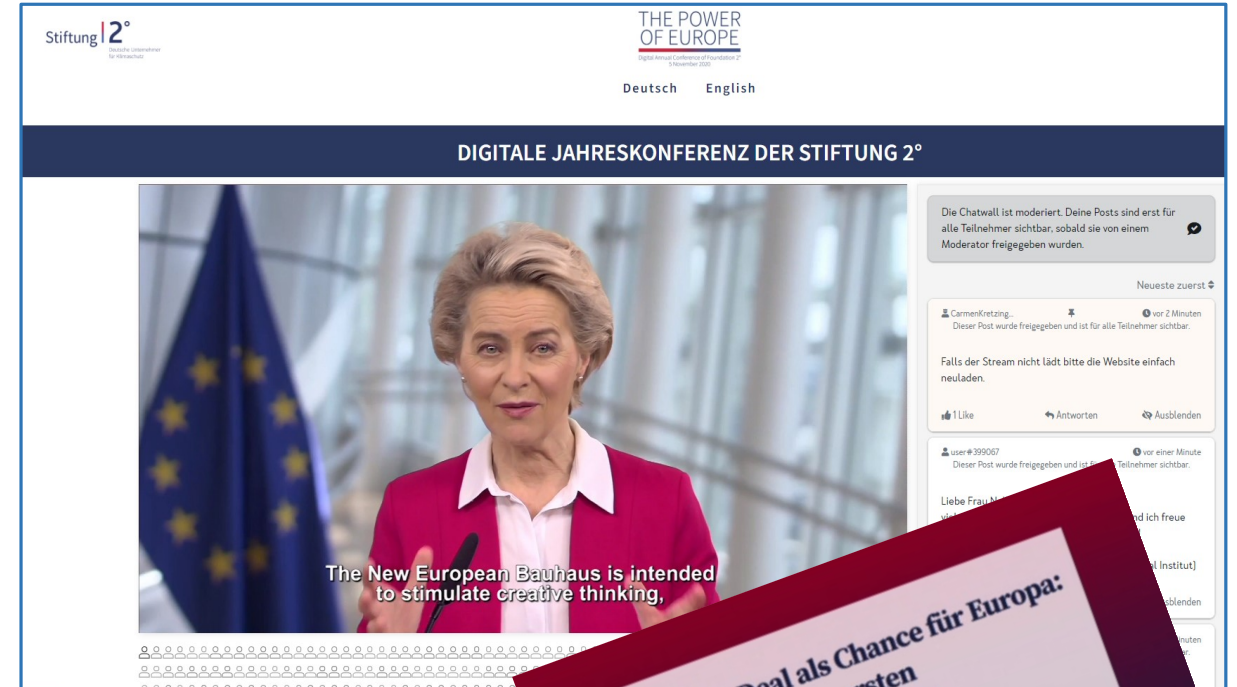 Stiftung 2°
Deutsche Unternehmer
für Klimaschutz
THE POWER
OF EUROPE
Digital Annual Conference of Foundation 2°
5 November 2020
Deutsch English
DIGITALE JAHRESKONFERENZ DER STIFTUNG 2°
The New European Bauhaus is intended
to stimulate creative thinking,
Die Chatwall ist moderiert. Deine Posts sind erst für
alle Teilnehmer sichtbar, sobald sie von einem
Moderator freigegeben wurden.
Neueste zuerst
CarmenKretzing... vor 2 Minuten
Dieser Post wurde freigegeben und ist für alle Teilnehmer sichtbar.
Falls der Stream nicht lädt bitte die Website einfach
neuladen.
1 Like Antworten Ausblenden
user#399067 vor einer Minute
Dieser Post wurde freigegeben und ist Teilnehmer sichtbar.
Liebe Frau
nd ich freue
al Institut)
sblenden
nuten
eal als Chance für Europa:
rsten